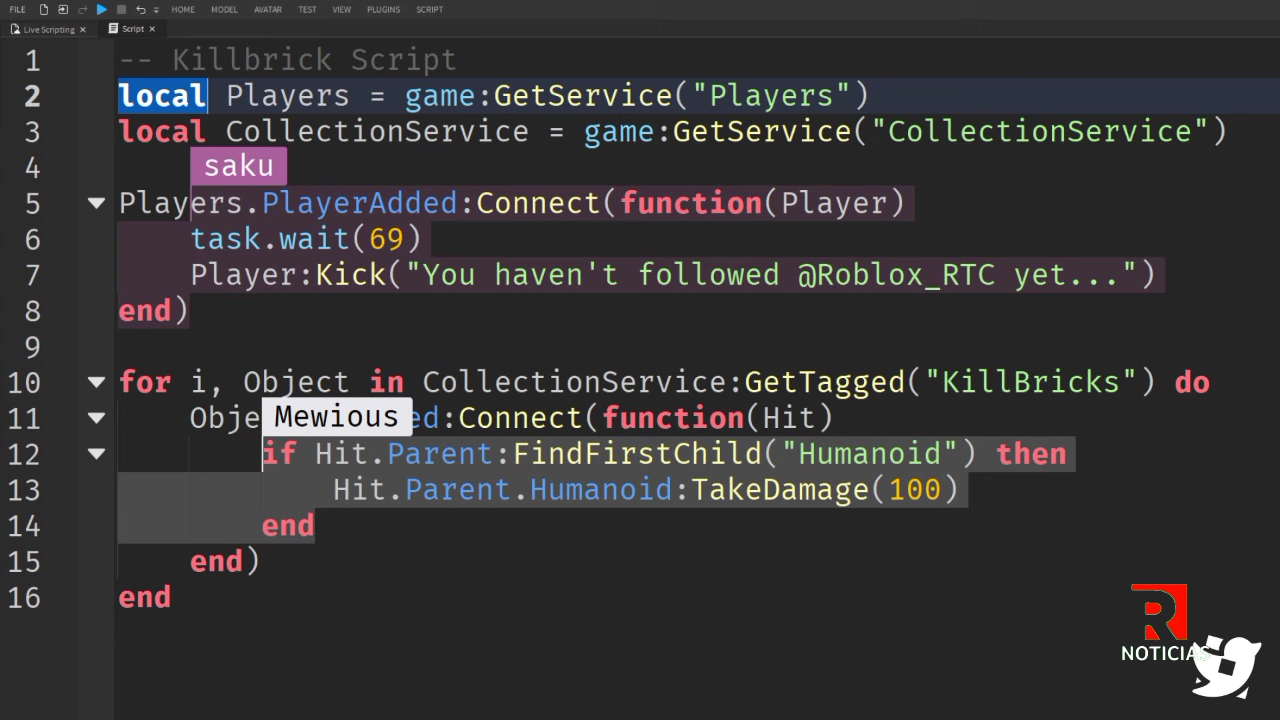 FILE HOME MODEL AVATAR TEST VIEW PLUGINS SCRIPT
Live Scripting × Script ×
1 -- Killbrick Script
2 local Players = game:GetService("Players")
3 local CollectionService = game:GetService("CollectionService")
4 saku
5 Players.PlayerAdded:Connect(function(Player)
6 task.wait(69)
7 Player:Kick("You haven't followed @Roblox_RTC yet...")
8 end)
9
10 for i, Object in CollectionService:GetTagged("KillBricks") do
11 Obje Mewious ed:Connect(function(Hit)
12 if Hit.Parent:FindFirstChild("Humanoid") then
13 Hit.Parent.Humanoid:TakeDamage(100)
14 end
15 end)
16 end
R
NOTICIAS